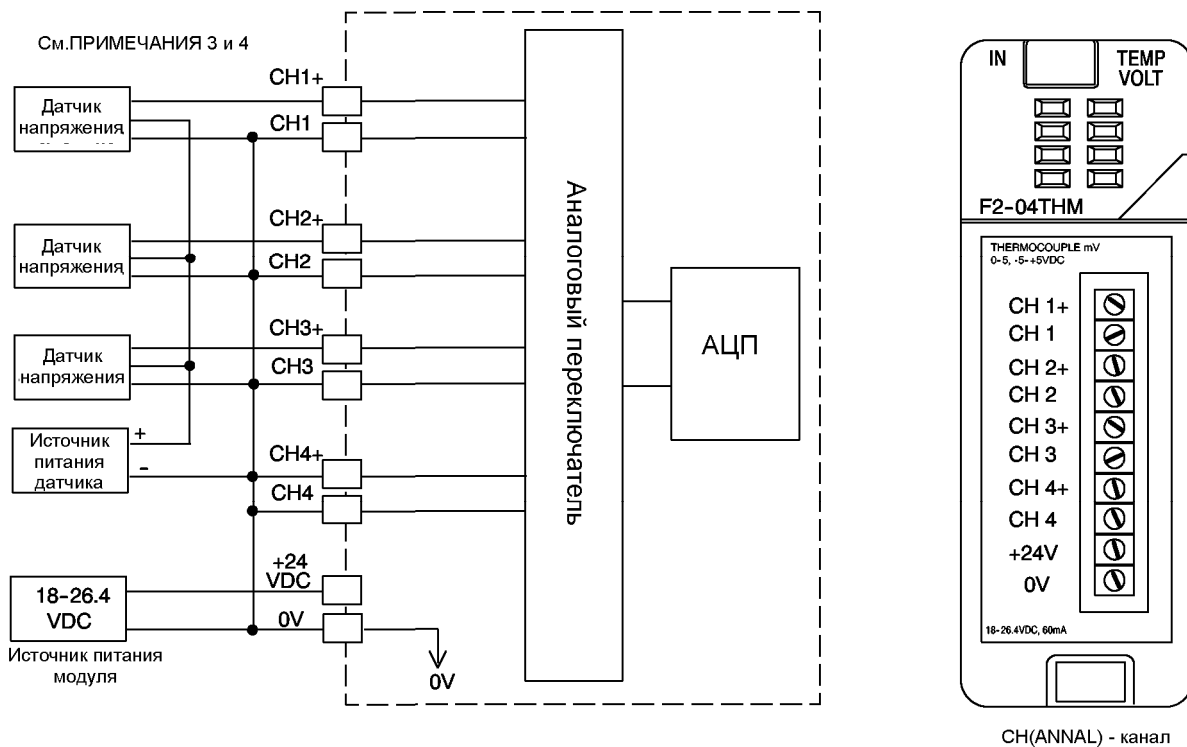 См.ПРИМЕЧАНИЯ 3 и 4
Датчик
напряжения
CH1+
CH1
Датчик
напряжения
CH2+
CH2
Датчик
напряжения
CH3+
CH3
Источник
питания
датчика
+
-
CH4+
CH4
+24
VDC
0V
18-26.4
VDC
Источник питания
модуля
0V
Аналоговый переключатель
АЦП
IN
TEMP
VOLT
F2-04THM
THERMOCOUPLE mV
0-5, -5-+5VDC
CH 1+
CH 1
CH 2+
CH 2
CH 3+
CH 3
CH 4+
CH 4
+24V
0V
18-26.4VDC, 60mA
CH(ANNAL) - канал